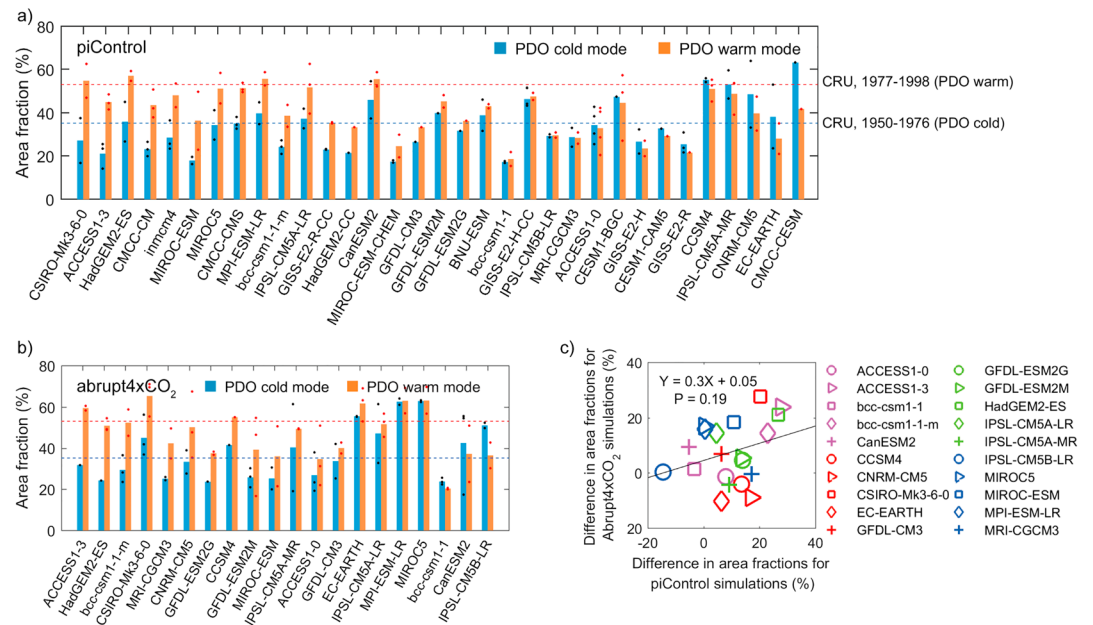 a)
80
60
40
20
0
Area fraction (%)
piControl
PDO cold mode
PDO warm mode
CRU, 1977-1998 (PDO warm)
CRU, 1950-1976 (PDO cold)
CSIRO-Mk3-6-0
ACCESS1-3
HadGEM2-ES
CMCC-CM
inmcm4
MIROC-ESM
MIROC5
CMCC-CMS
MPI-ESM-LR
bcc-csm1-1-m
IPSL-CM5A-LR
GISS-E2-R-CC
HadGEM2-CC
CanESM2
MIROC-ESM-CHEM
GFDL-CM3
GFDL-ESM2M
GFDL-ESM2G
BNU-ESM
bcc-csm1-1
GISS-E2-H-CC
IPSL-CM5B-LR
MRI-CGCM3
ACCESS1-0
CESM1-BGC
GISS-E2-H
CESM1-CAM5
GISS-E2-R
CCSM4
IPSL-CM5A-MR
CNRM-CM5
EC-EARTH
CMCC-CESM
b)
80
60
40
20
0
Area fraction (%)
abrupt4xCO2
PDO cold mode
PDO warm mode
ACCESS1-3
HadGEM2-ES
bcc-csm1-1-m
CSIRO-Mk3-6-0
MRI-CGCM3
CNRM-CM5
GFDL-ESM2G
CCSM4
GFDL-ESM2M
MIROC-ESM
IPSL-CM5A-MR
ACCESS1-0
GFDL-CM3
EC-EARTH
IPSL-CM5A-LR
MPI-ESM-LR
MIROC5
bcc-csm1-1
CanESM2
IPSL-CM5B-LR
c)
40
20
0
20
Difference in area fractions for
Abrupt4xCO2 simulations (%)
Y = 0.3X + 0.05
P = 0.19
-20
0
20
40
Difference in area fractions for
piControl simulations (%)
ACCESS1-0
ACCESS1-3
bcc-csm1-1
bcc-csm1-1-m
CanESM2
CCSM4
CNRM-CM5
CSIRO-Mk3-6-0
EC-EARTH
GFDL-CM3
GFDL-ESM2G
GFDL-ESM2M
HadGEM2-ES
IPSL-CM5A-LR
IPSL-CM5A-MR
IPSL-CM5B-LR
MIROC5
MIROC-ESM
MPI-ESM-LR
MRI-CGCM3